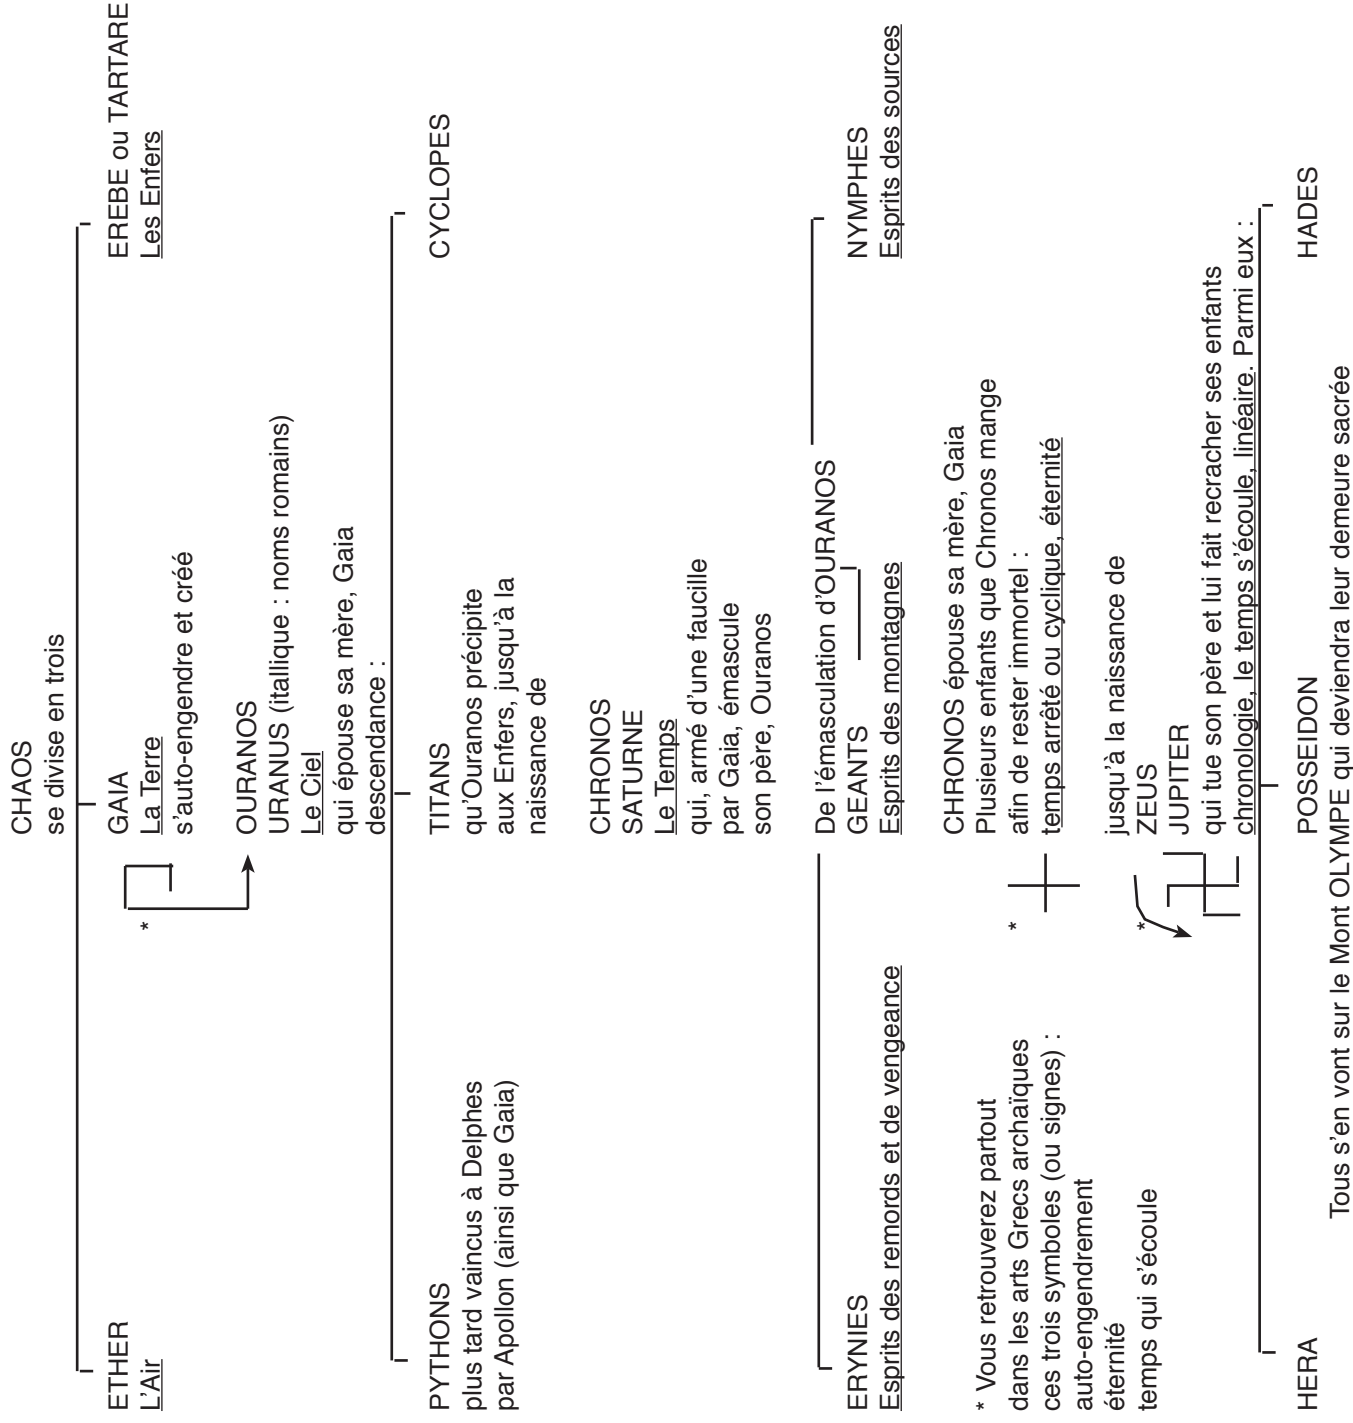 CHAOS
se divise en trois
ETHER
L'Air
GAIA
La Terre
s'auto-engendre et créé
EREBE ou TARTARE
Les Enfers
*
OURANOS
URANUS (itallique : noms romains)
Le Ciel
qui épouse sa mère, Gaia
descendance :
PYTHONS
plus tard vaincus à Delphes
par Apollon (ainsi que Gaia)
TITANS
qu'Ouranos précipite
aux Enfers, jusqu'à la
naissance de
CYCLOPES
CHRONOS
SATURNE
Le Temps
qui, armé d'une faucille
par Gaia, émascule
son père, Ouranos
De l'émasculation d'OURANOS
ERYNIES
Esprits des remords et de vengeance
GEANTS
Esprits des montagnes
NYMPHES
Esprits des sources
CHRONOS épouse sa mère, Gaia
Plusieurs enfants que Chronos mange
afin de rester immortel :
temps arrêté ou cyclique, éternité
*
* Vous retrouverez partout
dans les arts Grecs archaïques
ces trois symboles (ou signes) :
auto-engendrement
éternité
temps qui s'écoule
jusqu'à la naissance de
ZEUS
JUPITER
qui tue son père et lui fait recracher ses enfants
chronologie, le temps s'écoule, linéaire. Parmi eux :
*
HERA
POSSEIDON
HADES
Tous s'en vont sur le Mont OLYMPE qui deviendra leur demeure sacrée